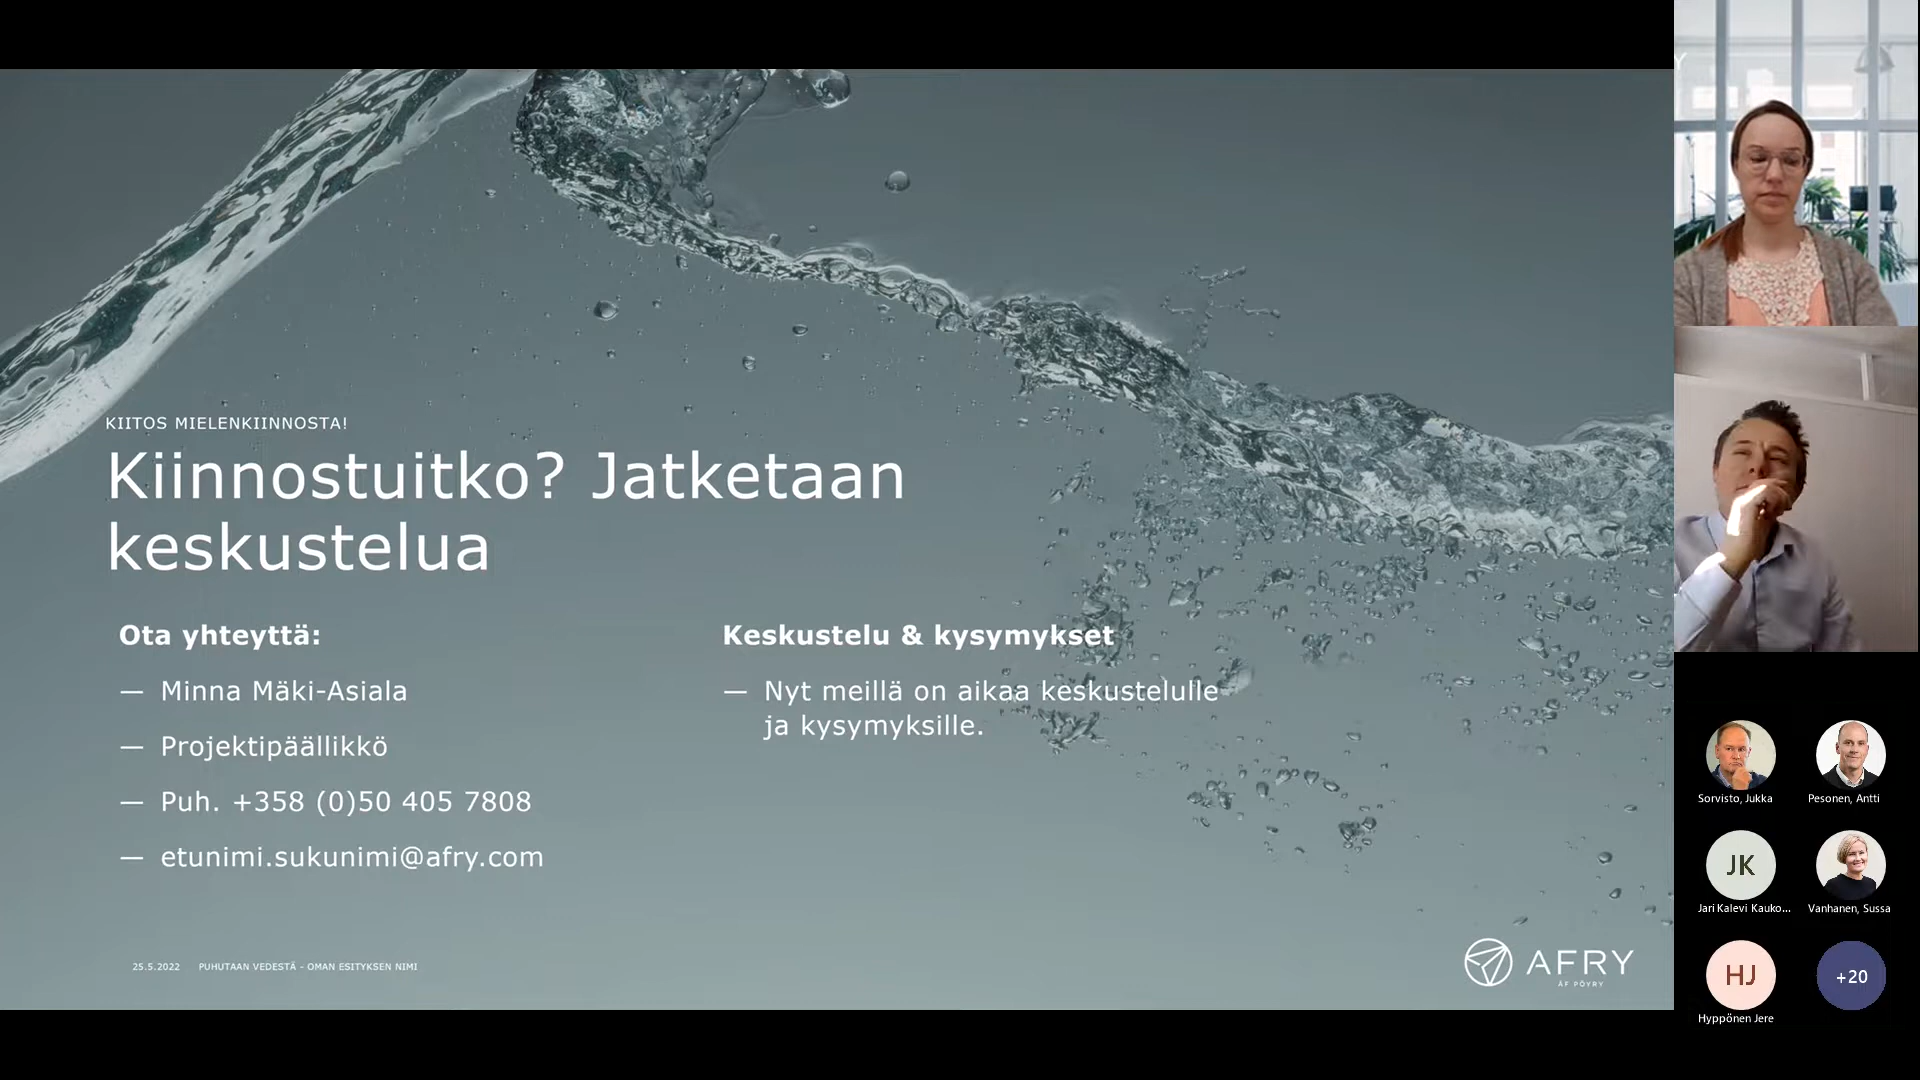 KIITOS MIELENKIINNOSTA!
Kiinnostuitko? Jatketaan
keskustelua
Ota yhteyttä:
— Minna Mäki-Asiala
— Projektipäällikkö
— Puh. +358 (0)50 405 7808
— etunimi.sukunimi@afry.com
Keskustelu & kysymykset
— Nyt meillä on aikaa keskustelulle
ja kysymyksille.
25.5.2022 PUHUTAAN VEDESTÄ - OMAN ESITYKSEN NIMI
AFRY
ÅF PÖYRY
Sorvisto, Jukka
Pesonen, Antti
JK
Jari Kalevi Kauko...
Vanhanen, Sussa
HJ
Hyppönen Jere
+20